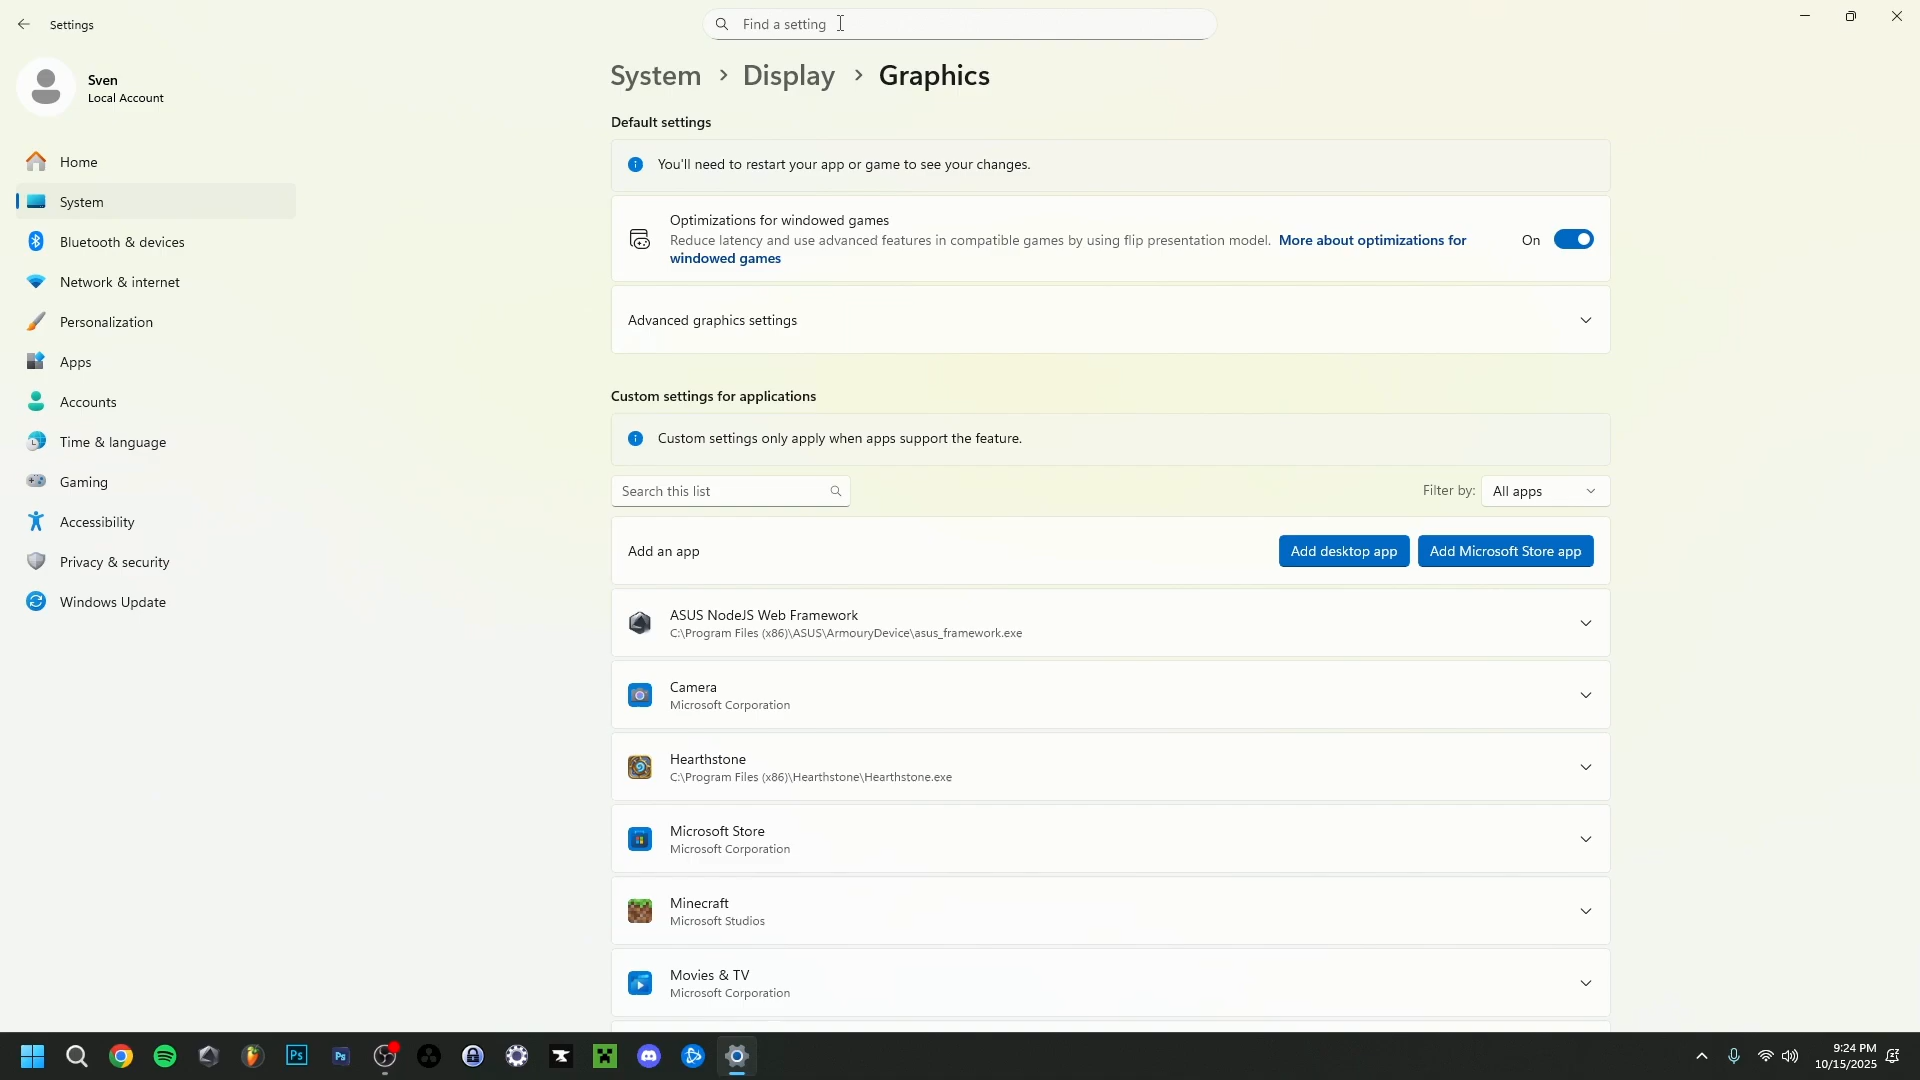 Settings
Find a setting
Sven
Local Account
Home
System
Bluetooth & devices
Network & internet
Personalization
Apps
Accounts
Time & language
Gaming
Accessibility
Privacy & security
Windows Update
System > Display > Graphics
Default settings
You'll need to restart your app or game to see your changes.
Optimizations for windowed games
Reduce latency and use advanced features in compatible games by using flip presentation model. More about optimizations for
windowed games
On
Advanced graphics settings
Custom settings for applications
Custom settings only apply when apps support the feature.
Search this list
Filter by: All apps
Add an app
Add desktop app
Add Microsoft Store app
ASUS NodeJS Web Framework
C:\Program Files (x86)\ASUS\ArmouryDevice\asus_framework.exe
Camera
Microsoft Corporation
Hearthstone
C:\Program Files (x86)\Hearthstone\Hearthstone.exe
Microsoft Store
Microsoft Corporation
Minecraft
Microsoft Studios
Movies & TV
Microsoft Corporation
Ps
Ps
9:24 PM
10/15/2025